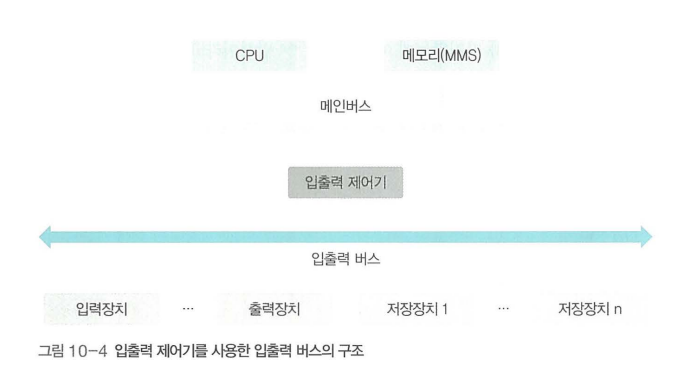 CPU 메모리(MMS)
메인버스
입출력 제어기
입출력 버스
입력장치 ... 출력장치 저장장치 1 ... 저장장치 n
그림 10-4 입출력 제어기를 사용한 입출력 버스의 구조